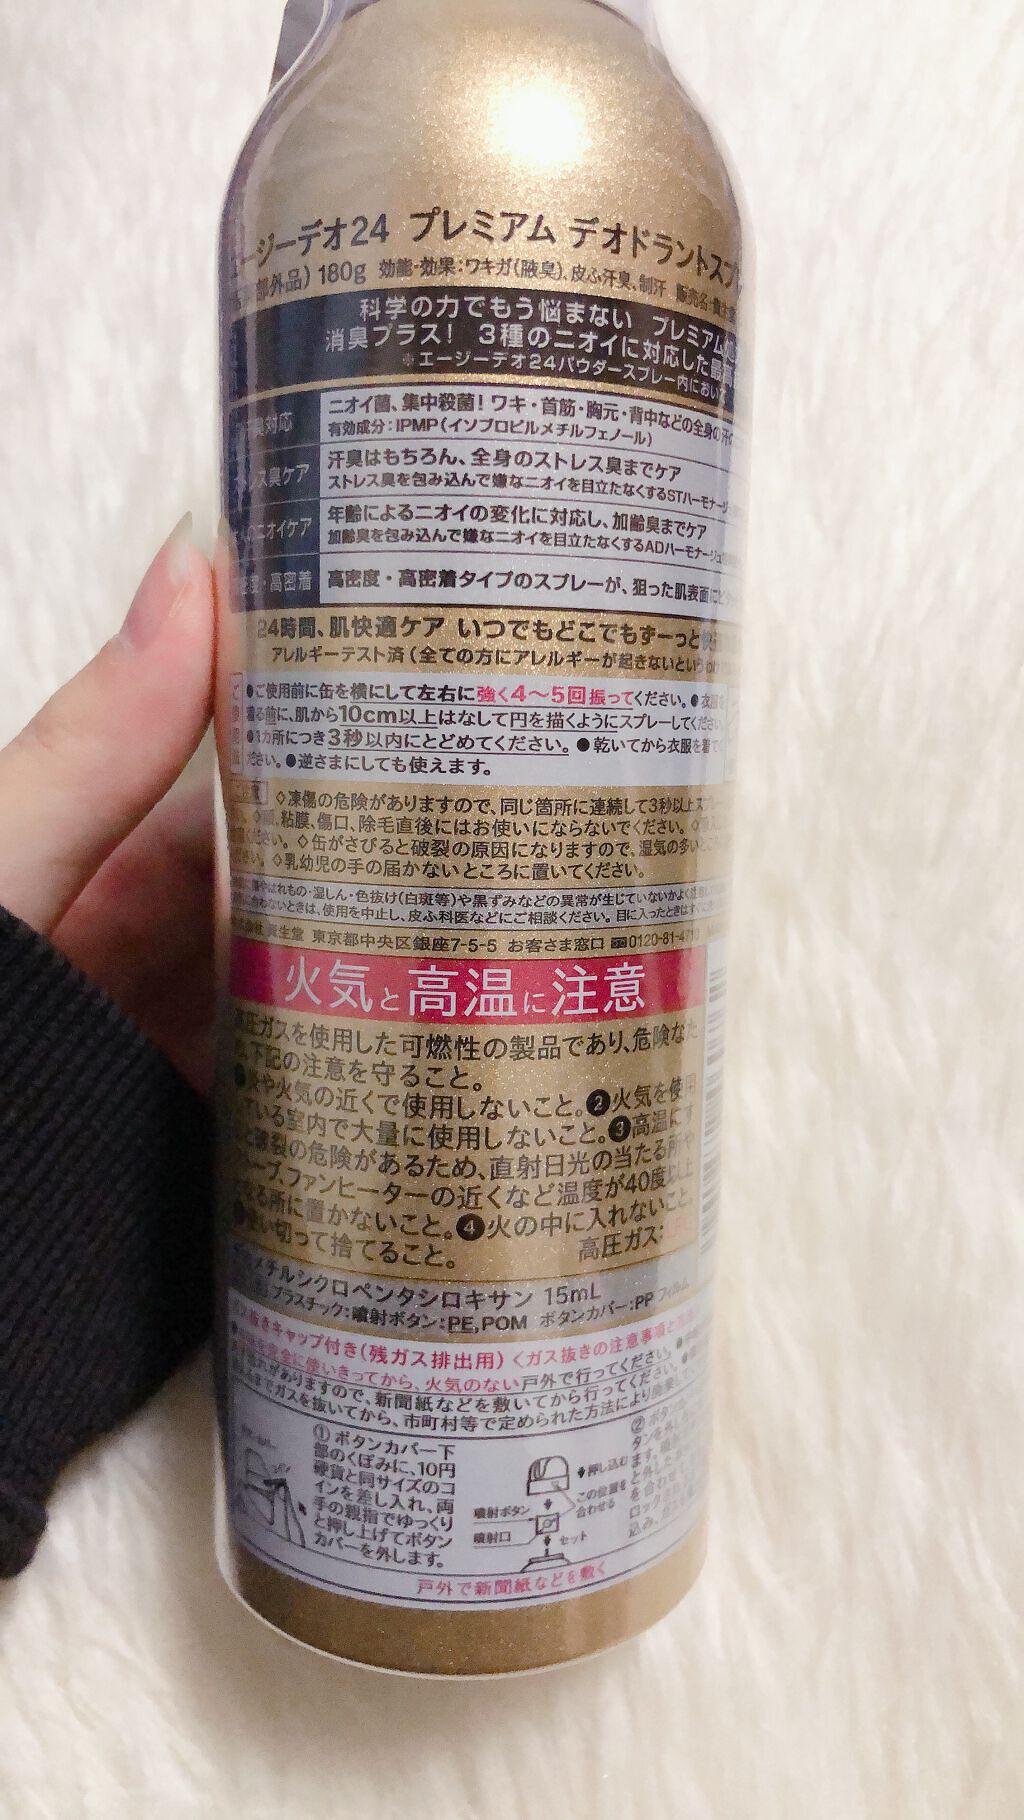 ージーデオ24 プレミアム デオドラントスプ
部外品) 180g 効能・効果:ワキガ(腋臭)、皮ふ汗臭、制汗 販売名:
科学の力でもう悩まない プレミアム
消臭プラス! 3種のニオイに対応した
※エージーデオ24パウダースプレー内におい
臭対応
ニオイ菌、集中殺菌! ワキ・首筋・胸元・背中などの全身の
有効成分:IPMP(イソプロピルメチルフェノール)
レス臭ケア
汗臭はもちろん、全身のストレス臭までケア
ストレス臭を包み込んで嫌なニオイを目立たなくするSTハーモナー
ニオイケア
年齢によるニオイの変化に対応し、加齢臭までケア
加齢臭を包み込んで嫌なニオイを目立たなくするADハーモナージュ
・高密着
高密度・高密着タイプのスプレーが、狙った肌表面に
24時間、肌快適ケア いつでもどこでもずーっと
アレルギーテスト済(全ての方にアレルギーが起きないという
●ご使用前に缶を横にして左右に強く4〜5回振ってください。●衣服を
着る前に、肌から10cm以上はなして円を描くようにスプレーしてくださ
●1カ所につき3秒以内にとどめてください。●乾いてから衣服を着て
ださい。●逆さまにしても使えます。
◇凍傷の危険がありますので、同じ箇所に連続して3秒以上ス
粘膜、傷口、除毛直後にはお使いにならないでください。◇
ください。◇缶がさびると破裂の原因になりますので、湿気の多い
◇乳幼児の手の届かないところに置いてください。
はれもの・湿しん・色抜け(白斑等)や黒ずみなどの異常が生じていないかよく注意して
合わないときは、使用を中止し、皮ふ科医などにご相談ください。目に入ったときは
資生堂 東京都中央区銀座7-5-5 お客さま窓口 0120-81-4710
火気と高温に注意
高圧ガスを使用した可燃性の製品であり、危険なた
下記の注意を守ること。
や火気の近くで使用しないこと。❷火気を使用
ている室内で大量に使用しないこと。❸高温にす
と破裂の危険があるため、直射日光の当たる所や
ーブ、ファンヒーターの近くなど温度が40度以上
る所に置かないこと。❹火の中に入れないこと。
使い切って捨てること。 高圧ガス:
メチルシクロペンタシロキサン 15mL
プラスチック:噴射ボタン:PE,POM ボタンカバー:PP フィルム
抜きキャップ付き(残ガス排出用)〈ガス抜きの注意事項と
を完全に使いきってから、火気のない戸外で行ってください。
がありますので、新聞紙などを敷いてから行ってください。
までガスを抜いてから、市町村等で定められた方法により
① ボタンカバー下
部のくぼみに、10円
硬貨と同サイズのコ
インを差し入れ、両
手の親指でゆっくり
と押し上げてボタン
カバーを外します。
押し込む
この位置を
合わせる
噴射ボタン
噴射口
セット
②
戸外で新聞紙などを敷く